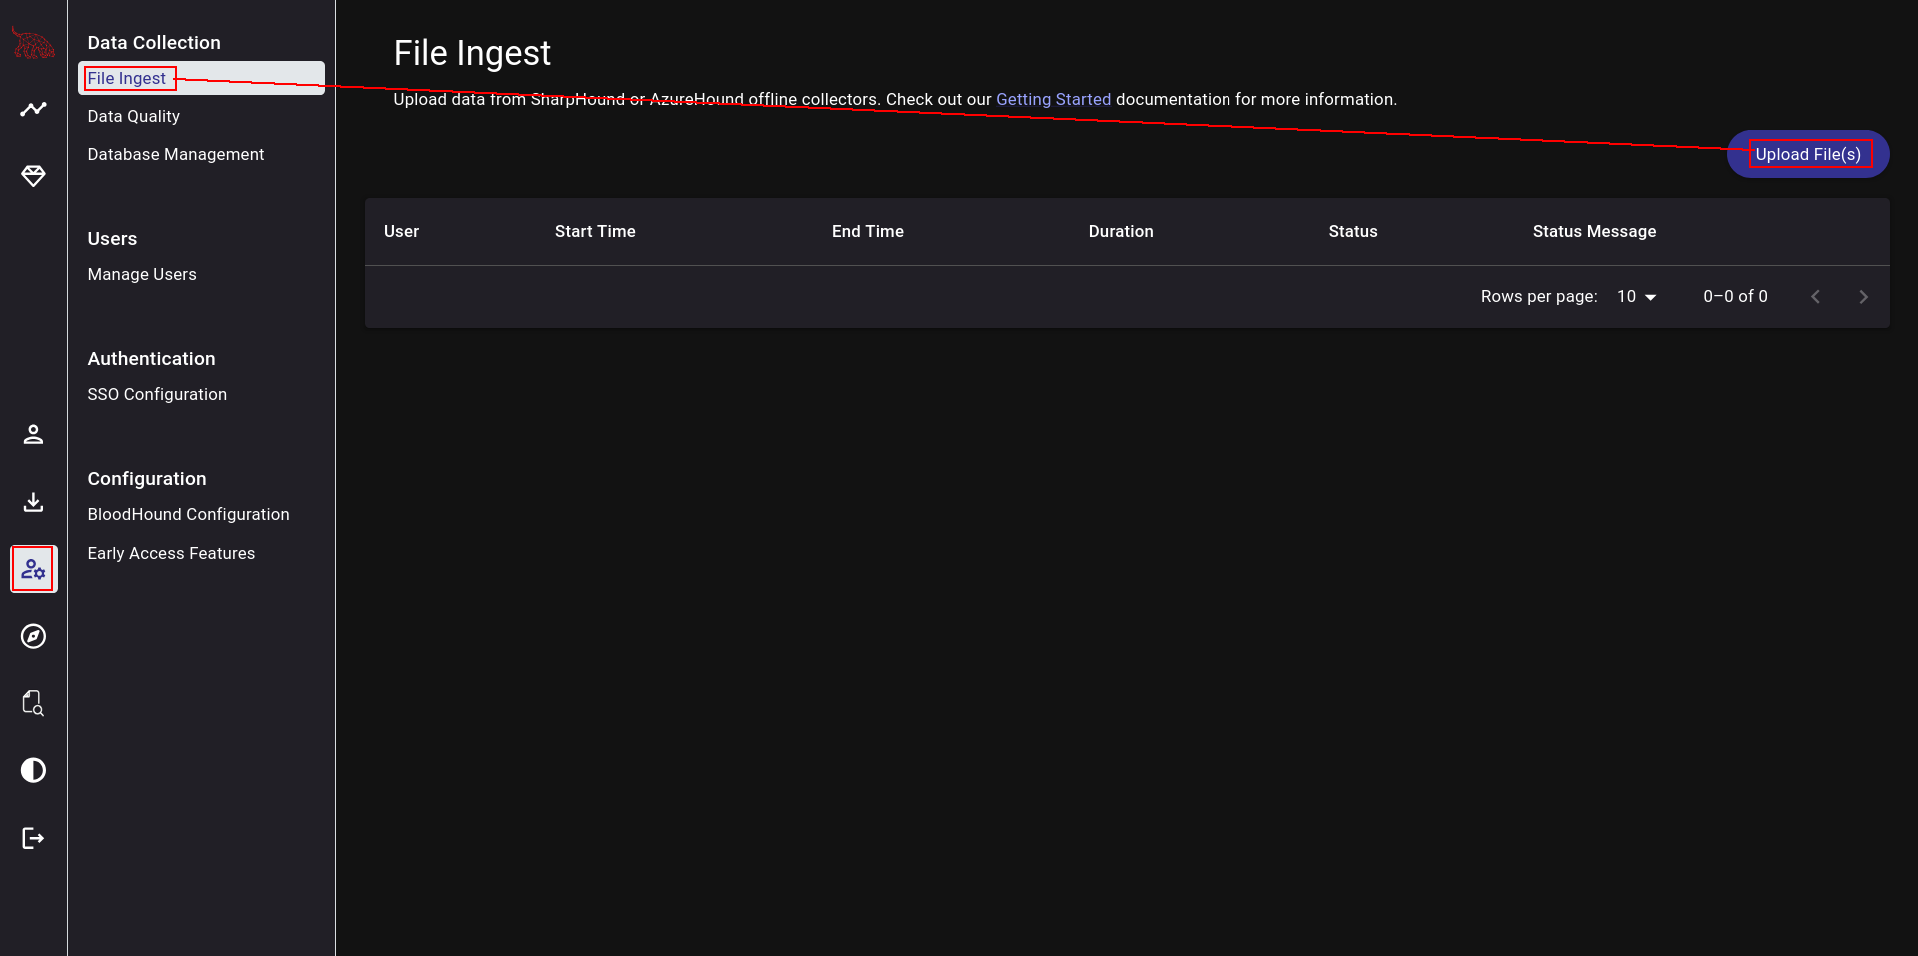 Data Collection
File Ingest
Data Quality
Database Management
Users
Manage Users
Authentication
SSO Configuration
Configuration
BloodHound Configuration
Early Access Features
File Ingest
Upload data from SharpHound or AzureHound offline collectors. Check out our Getting Started documentation for more information.
Upload File(s)
User Start Time End Time Duration Status Status Message
Rows per page: 10 0–0 of 0